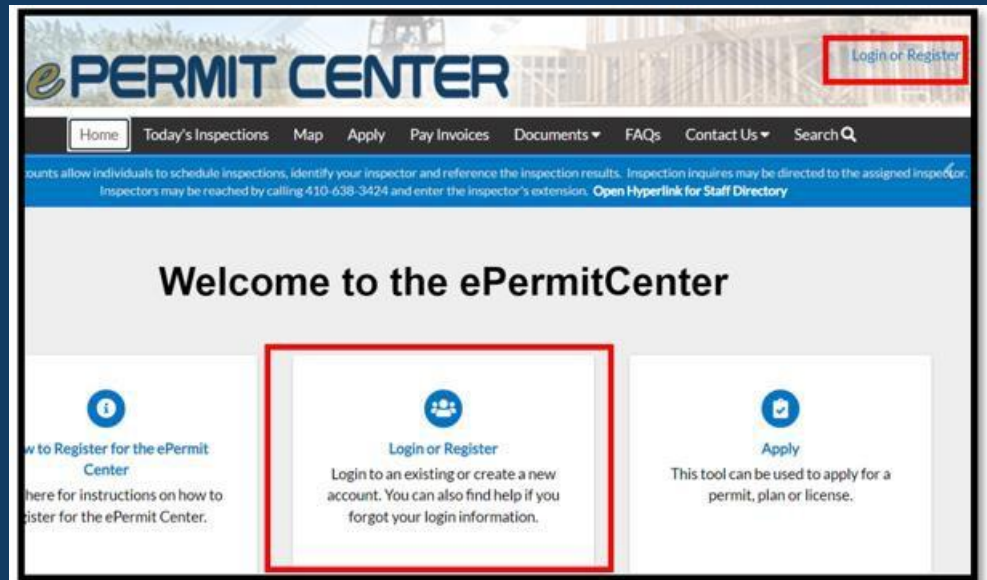 ePERMIT CENTER
Login or Register
Home Today's Inspections Map Apply Pay Invoices Documents FAQs Contact Us Search
ounts allow individuals to schedule inspections, identify your inspector and reference the inspection results. Inspection inquires may be directed to the assigned inspector.
Inspectors may be reached by calling 410-638-3424 and enter the inspector's extension. Open Hyperlink for Staff Directory
Welcome to the ePermitCenter
w to Register for the ePermit
Center
here for instructions on how to
ister for the ePermit Center.
Login or Register
Login to an existing or create a new
account. You can also find help if you
forgot your login information.
Apply
This tool can be used to apply for a
permit, plan or license.